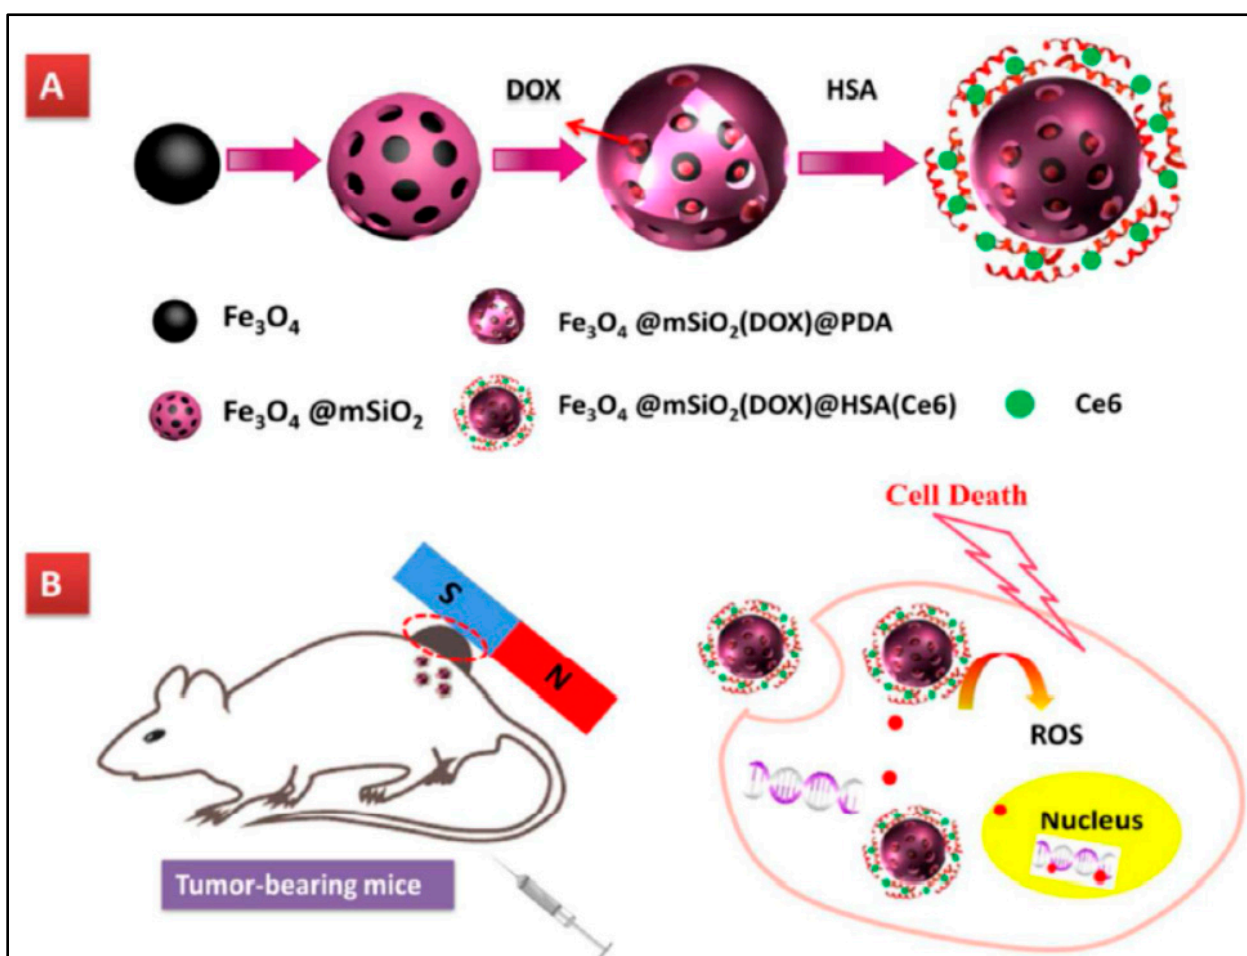 A
DOX
HSA
Fe₃O₄
Fe₃O₄ @mSiO₂(DOX)@PDA
Fe₃O₄ @mSiO₂
Fe₃O₄ @mSiO₂(DOX)@HSA(Ce6)
Ce6
Cell Death
B
S
N
ROS
Nucleus
Tumor-bearing mice